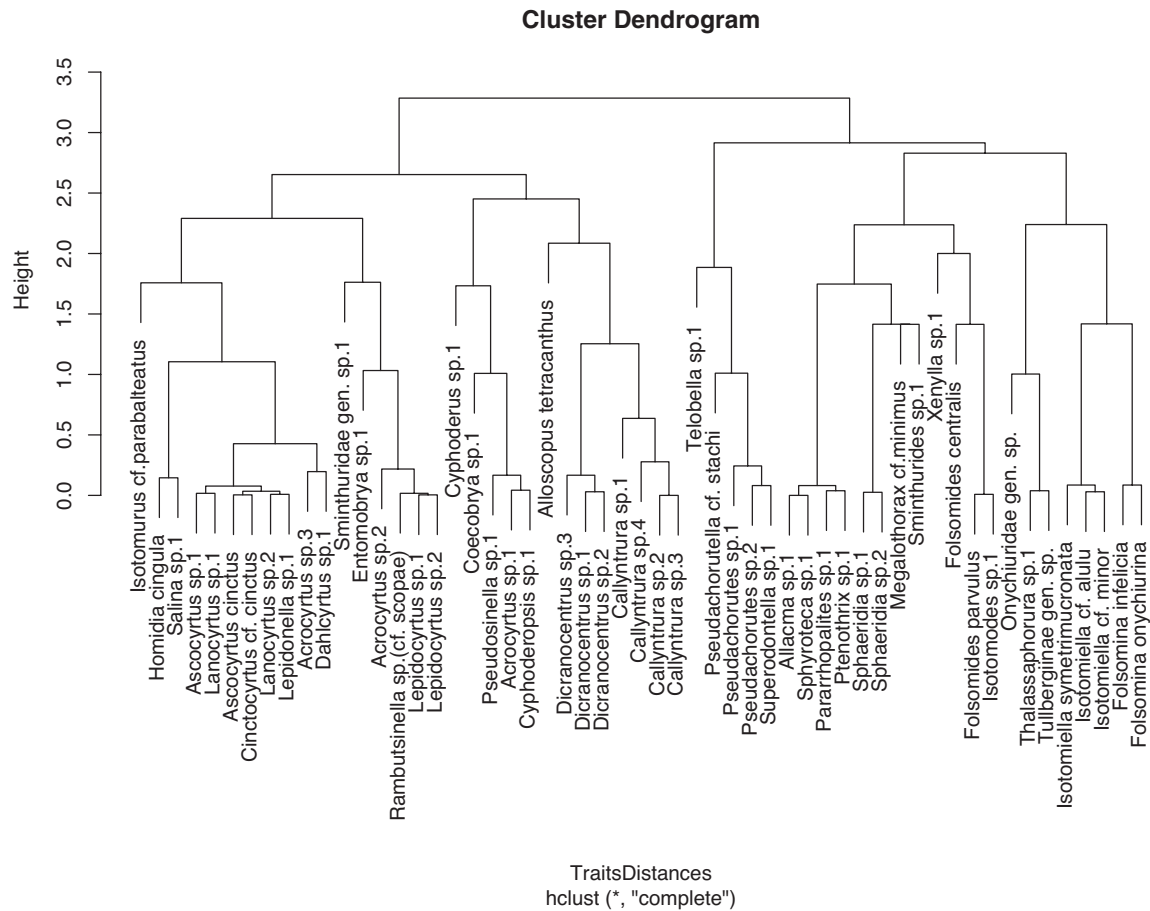 Cluster Dendrogram
Height
3.5
3.0
2.5
2.0
1.5
1.0
0.5
0.0
Isotomurus cf.parabalteatus
Homidia cingula
Salina sp.1
Ascocyrtus sp.1
Lanocyrtus sp.1
Ascocyrtus cinctus
Cinctocyrtus cf. cinctus
Lanocyrtus sp.2
Lepidonella sp.1
Acrocyrtus sp.3
Dahlcyrtus sp.1
Sminthuridae gen. sp.1
Entomobrya sp.1
Acrocyrtus sp.2
Rambutsinella sp.(cf. scopae)
Lepidocyrtus sp.1
Lepidocyrtus sp.2
Cyphoderus sp.1
Coecobrya sp.1
Pseudosinella sp.1
Acrocyrtus sp.1
Cyphoderopsis sp.1
Alloscopus tetracanthus
Dicranocentrus sp.3
Dicranocentrus sp.1
Dicranocentrus sp.2
Callyntrura sp.1
Callyntrura sp.4
Callyntrura sp.2
Callyntrura sp.3
Telobella sp.1
Pseudachorutella cf. stachi
Pseudachorutes sp.1
Pseudachorutes sp.2
Superodontella sp.1
Allacma sp.1
Sphyroteca sp.1
Pararrhopalites sp.1
Ptenothrix sp.1
Sphaeridia sp.1
Sphaeridia sp.2
Megalothorax cf.minimus
Sminthurides sp.1
Xenylla sp.1
Folsomides centralis
Folsomides parvulus
Isotomodes sp.1
Onychiuridae gen. sp.
Thalassaphorura sp.1
Tullbergiinae gen. sp.
Isotomiella symetrimucronata
Isotomiella cf. alulu
Isotomiella cf. minor
Folsomina infelicia
Folsomina onychiurina
TraitsDistances
hclust (*, "complete")